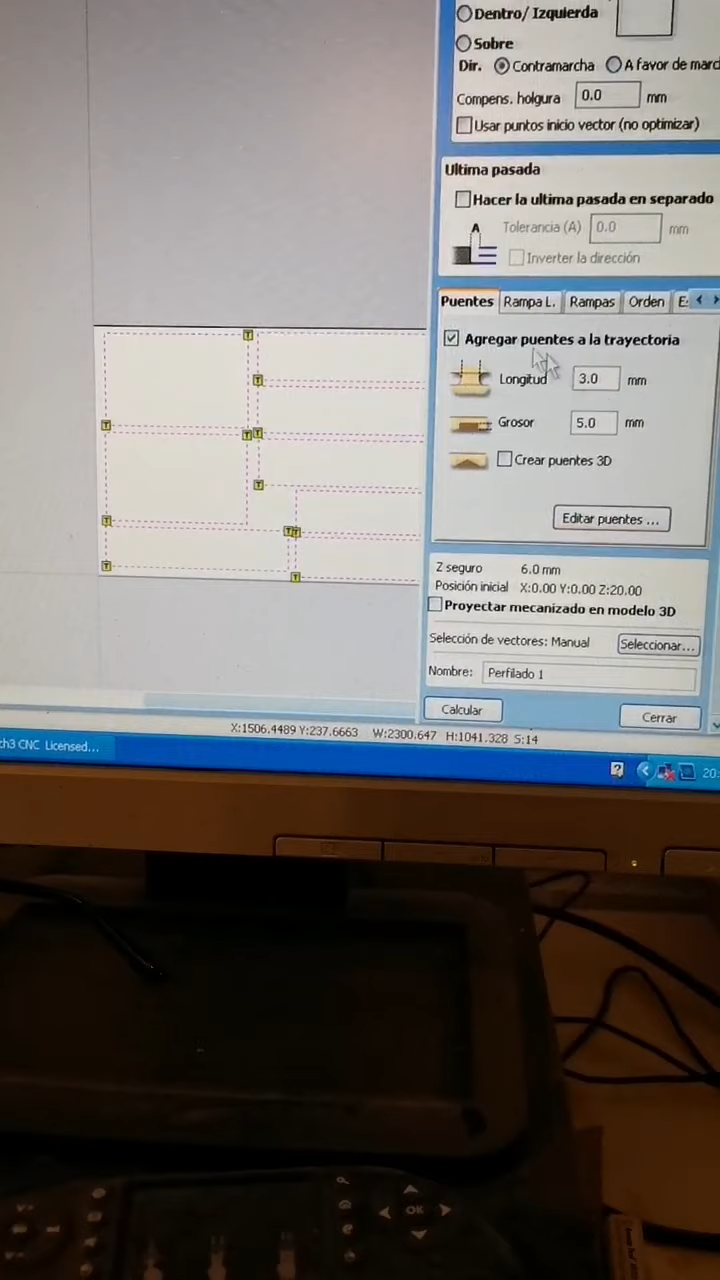 Dentro/ Izquierda
Sobre
Dir. Contramarcha A favor de marc
Compens. holgura 0.0 mm
Usar puntos inicio vector (no optimizar)
Ultima pasada
Hacer la ultima pasada en separado
A Tolerancia (A) 0.0 mm
Inverter la dirección
Puentes Rampa L. Rampas Orden E:
Agregar puentes a la trayectoria
Longitud 3.0 mm
Grosor 5.0 mm
Crear puentes 3D
Editar puentes ...
Z seguro 6.0 mm
Posición inicial X:0.00 Y:0.00 Z:20.00
Proyectar mecanizado en modelo 3D
Selección de vectores: Manual Seleccionar...
Nombre: Perfilado 1
Calcular Cerrar
X:1506.4489 Y:237.6663 W:2300.647 H:1041.328 S:14
ch3 CNC Licensed...
20:
OK